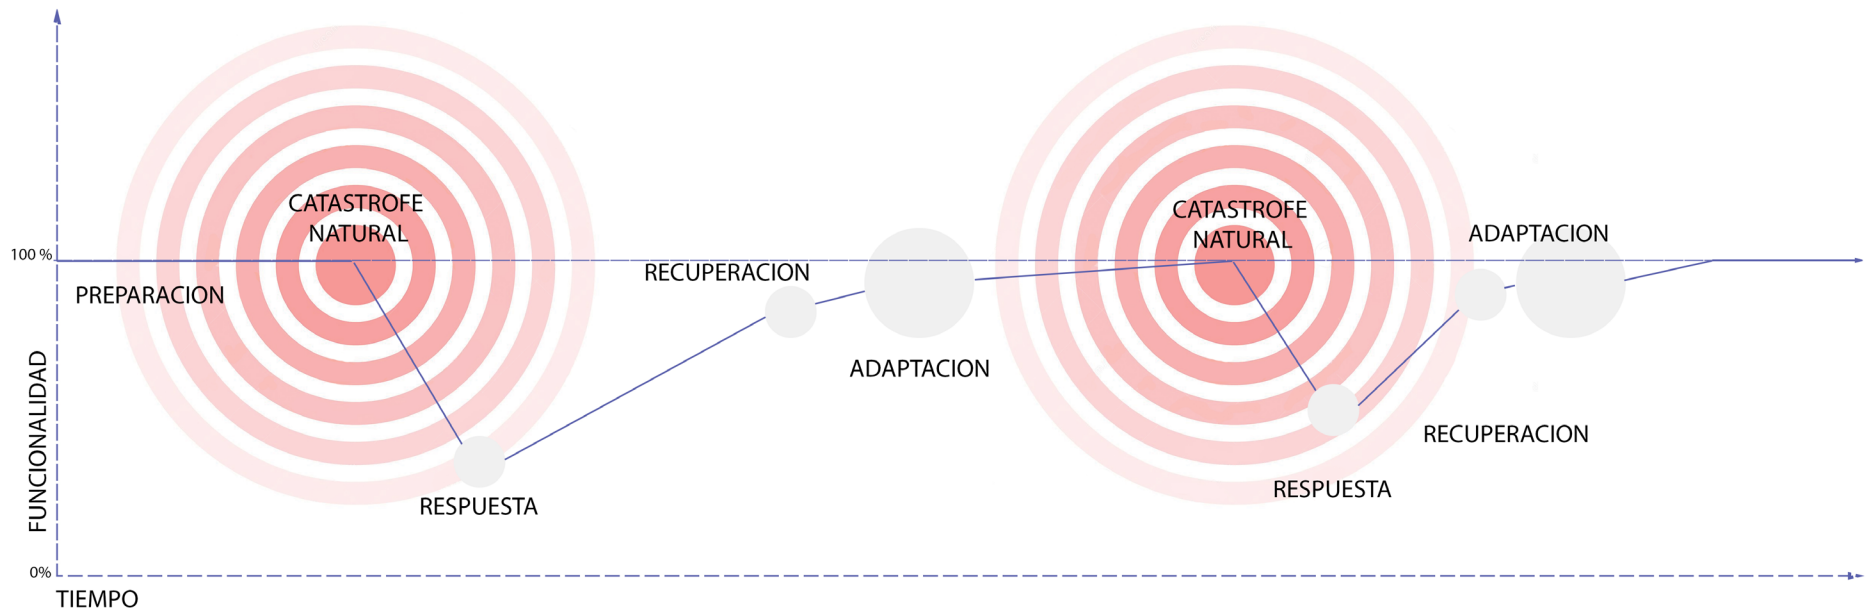 CATASTROFE
NATURAL
CATASTROFE
NATURAL
ADAPTACION
100 %
RECUPERACION
PREPARACION
ADAPTACION
RECUPERACION
RESPUESTA
RESPUESTA
FUNCIONALIDAD
0%
TIEMPO